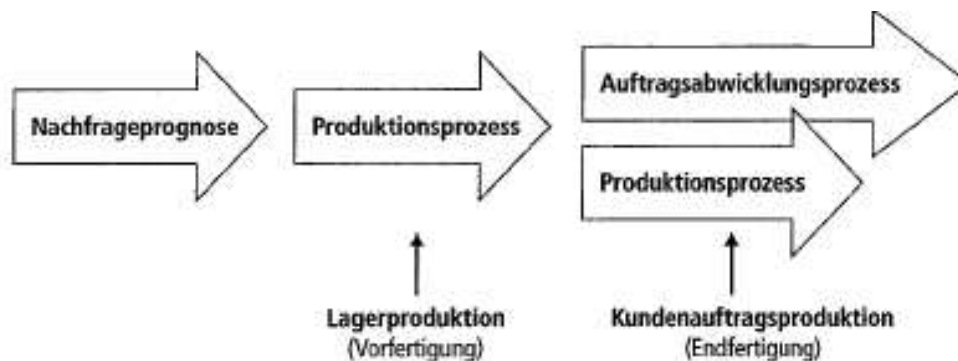 Nachfrageprognose
Produktionsprozess
Auftragsabwicklungsprozess
Produktionsprozess
Lagerproduktion
(Vorfertigung)
Kundenauftragsproduktion
(Endfertigung)